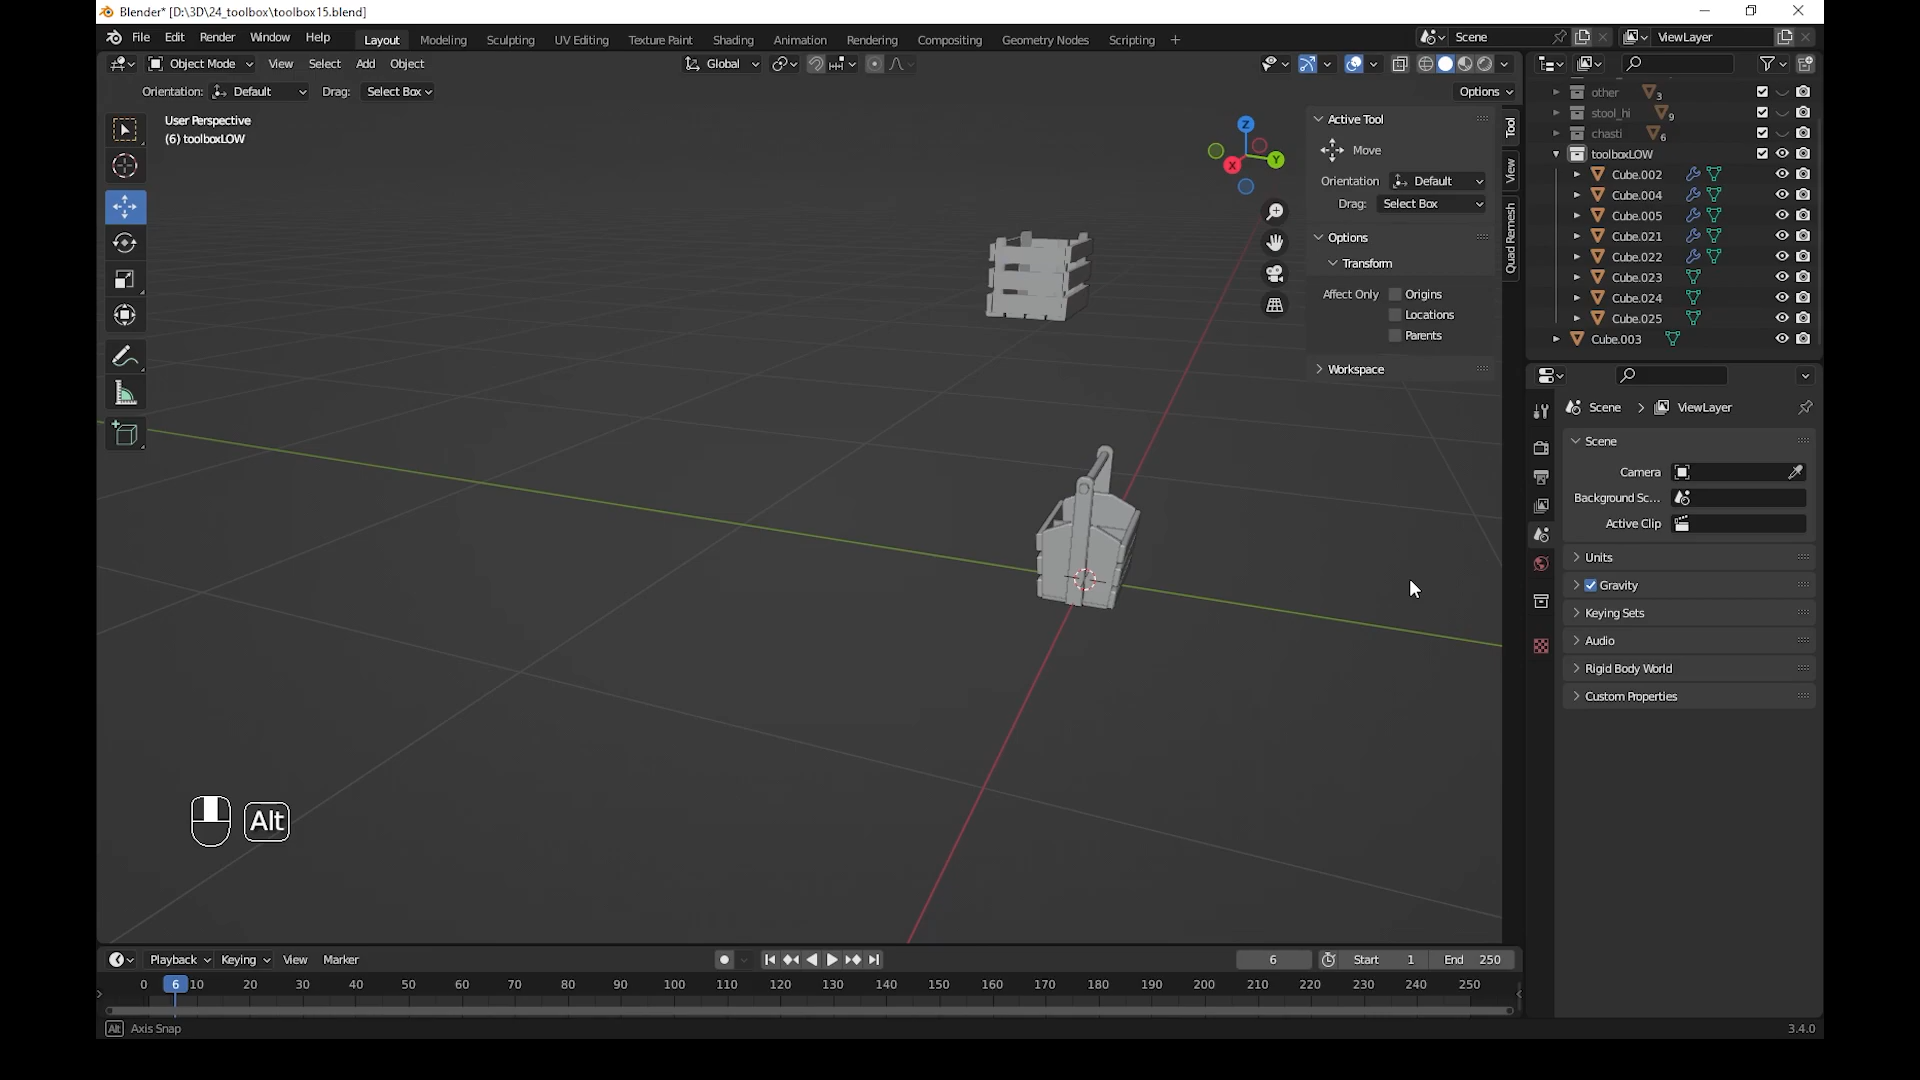 Blender* [D:\3D\24_toolbox\toolbox15.blend]
File Edit Render Window Help Layout Modeling Sculpting UV Editing Texture Paint Shading Animation Rendering Compositing Geometry Nodes Scripting + Scene ViewLayer
Object Mode View Select Add Object Global
Orientation: Default Drag: Select Box Options
User Perspective
(6) toolboxLOW
Z
Y
X
Active Tool
Move
Orientation Default
Drag: Select Box
Options
Transform
Affect Only Origins
Locations
Parents
Workspace
Tool
View
Quad Remesh
other 3
stool_hi 9
chasti 6
toolboxLOW
Cube.002
Cube.004
Cube.005
Cube.021
Cube.022
Cube.023
Cube.024
Cube.025
Cube.003
Scene > ViewLayer
Scene
Camera
Background Sc...
Active Clip
Units
Gravity
Keying Sets
Audio
Rigid Body World
Custom Properties
Alt
Playback Keying View Marker 6 Start 1 End 250
0 6 10 20 30 40 50 60 70 80 90 100 110 120 130 140 150 160 170 180 190 200 210 220 230 240 250
Alt Axis Snap 3.4.0